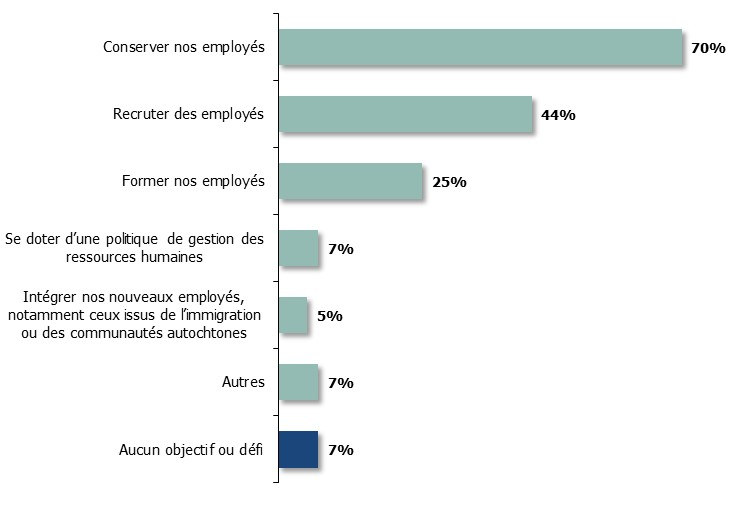 Conserver nos employés
70%
Recruter des employés
44%
Former nos employés
25%
Se doter d’une politique de gestion des
ressources humaines
7%
Intégrer nos nouveaux employés,
notamment ceux issus de l’immigration
ou des communautés autochtones
5%
Autres
7%
Aucun objectif ou défi
7%